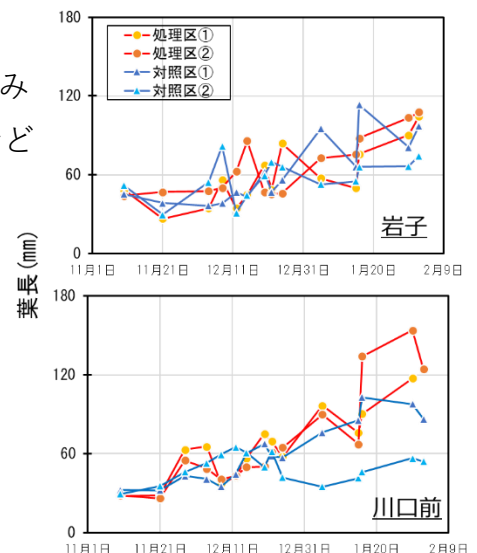 み
ど
葉長(㎜)
180
120
60
0
処理区①
処理区②
対照区①
対照区②
岩子
11月1日 11月21日 12月11日 12月31日 1月20日 2月9日
180
120
60
0
川口前
11月1日 11月21日 12月11日 12月31日 1月20日 2月9日